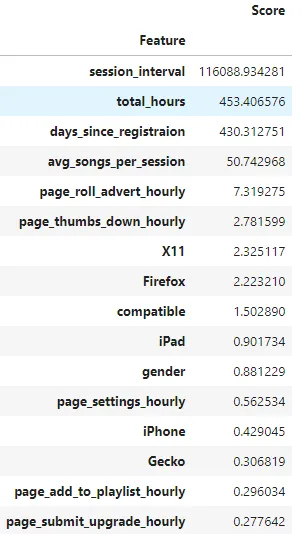 Score
Feature
session_interval 116088.934281
total_hours 453.406576
days_since_registraion 430.312751
avg_songs_per_session 50.742968
page_roll_advert_hourly 7.319275
page_thumbs_down_hourly 2.781599
X11 2.325117
Firefox 2.223210
compatible 1.502890
iPad 0.901734
gender 0.881229
page_settings_hourly 0.562534
iPhone 0.429045
Gecko 0.306819
page_add_to_playlist_hourly 0.296034
page_submit_upgrade_hourly 0.277642